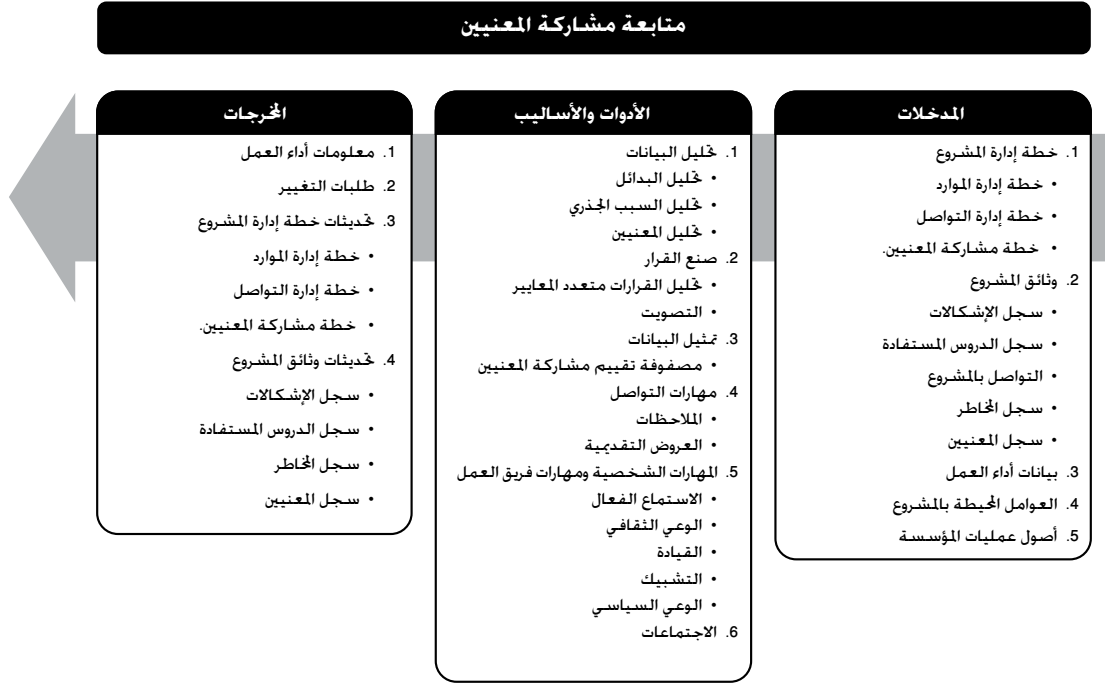 متابعة مشاركة المعنيين
المدخلات
1. خطة إدارة المشروع
• خطة إدارة الموارد
• خطة إدارة التواصل
• خطة مشاركة المعنيين.
2. وثائق المشروع
• سجل الإشكالات
• سجل الدروس المستفادة
• التواصل بالمشروع
• سجل المخاطر
• سجل المعنيين
3. بيانات أداء العمل
4. العوامل المحيطة بالمشروع
5. أصول عمليات المؤسسة
الأدوات والأساليب
1. تحليل البيانات
• تحليل البدائل
• تحليل السبب الجذري
• تحليل المعنيين
2. صنع القرار
• تحليل القرارات متعدد المعايير
• التصويت
3. تمثيل البيانات
• مصفوفة تقييم مشاركة المعنيين
4. مهارات التواصل
• الملاحظات
• العروض التقديمية
5. المهارات الشخصية ومهارات فريق العمل
• الاستماع الفعال
• الوعي الثقافي
• القيادة
• التشبيك
• الوعي السياسي
6. الاجتماعات
المخرجات
1. معلومات أداء العمل
2. طلبات التغيير
3. تحديثات خطة إدارة المشروع
• خطة إدارة الموارد
• خطة إدارة التواصل
• خطة مشاركة المعنيين.
4. تحديثات وثائق المشروع
• سجل الإشكالات
• سجل الدروس المستفادة
• سجل المخاطر
• سجل المعنيين